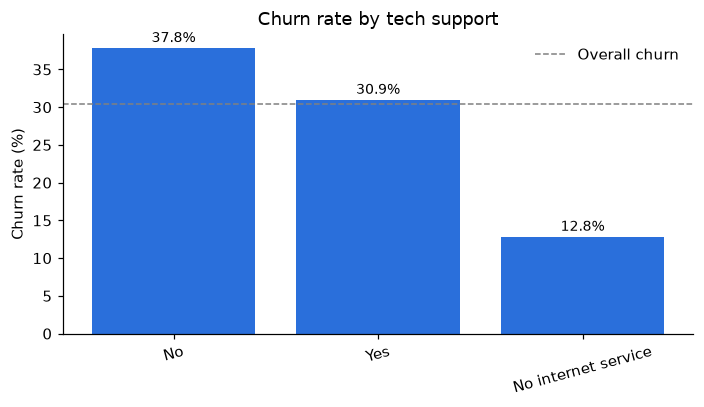 Churn rate by tech support
Overall churn
Churn rate (%)
35
30
25
20
15
10
5
0
37.8%
30.9%
12.8%
No
Yes
No internet service